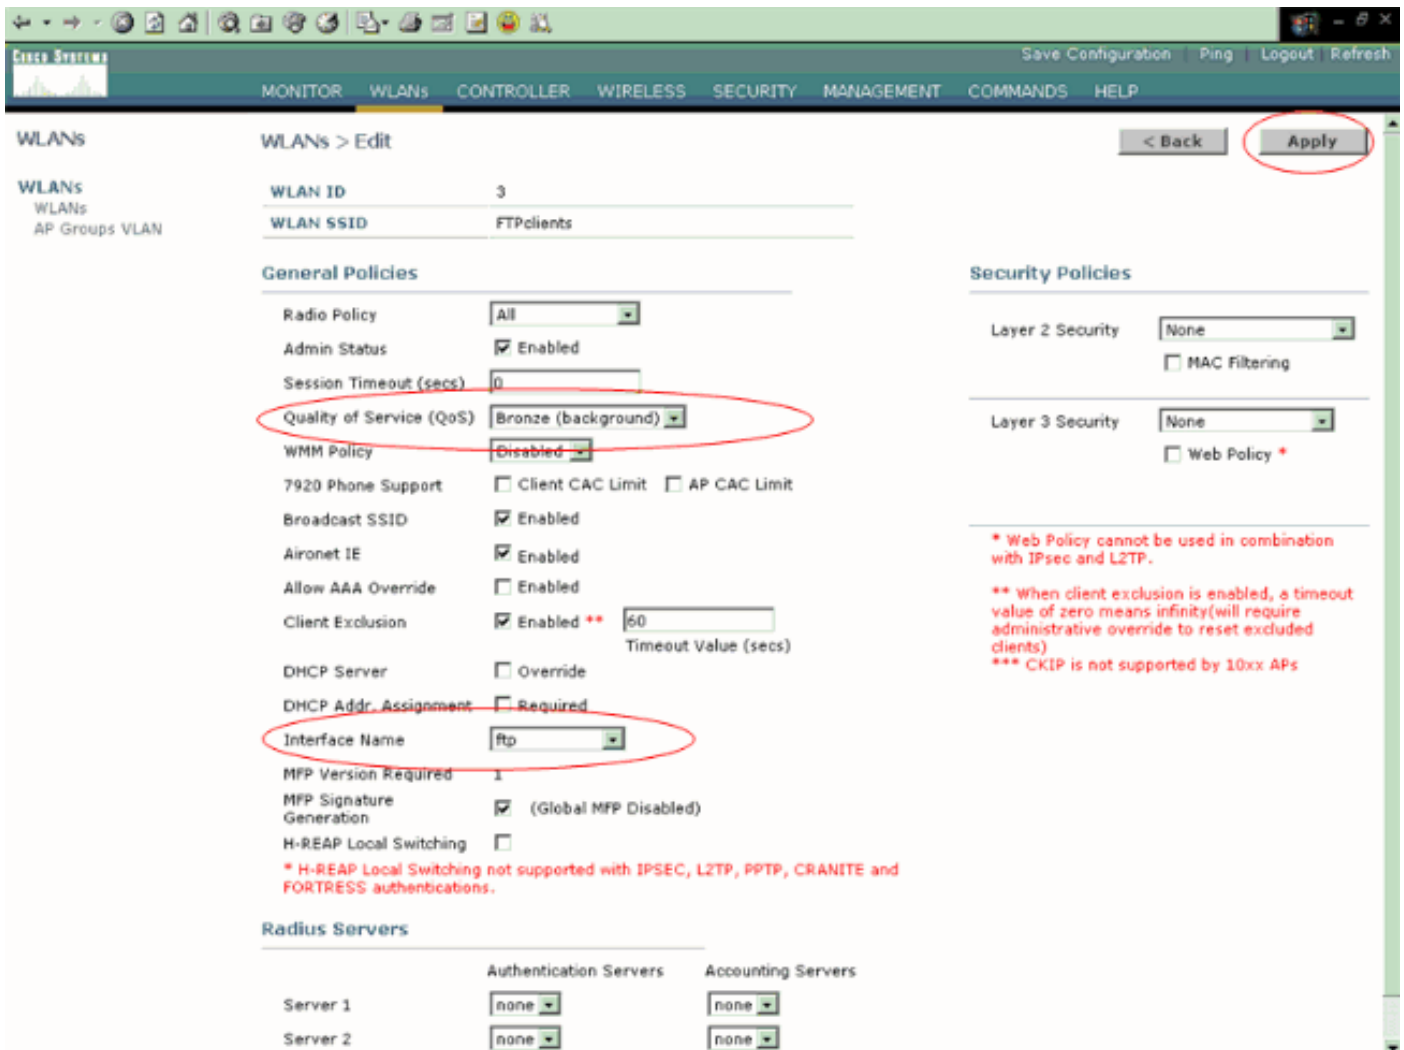 Save Configuration | Ping | Logout | Refresh
CISCO SYSTEMS
MONITOR WLANs CONTROLLER WIRELESS SECURITY MANAGEMENT COMMANDS HELP
WLANs
WLANs > Edit
< Back
Apply
WLANs
WLANs
AP Groups VLAN
WLAN ID 3
WLAN SSID FTPclients
General Policies
Radio Policy All
Admin Status Enabled
Session Timeout (secs) 0
Quality of Service (QoS) Bronze (background)
WMM Policy Disabled
7920 Phone Support Client CAC Limit AP CAC Limit
Broadcast SSID Enabled
Aironet IE Enabled
Allow AAA Override Enabled
Client Exclusion Enabled ** 60
Timeout Value (secs)
DHCP Server Override
DHCP Addr. Assignment Required
Interface Name ftp
MFP Version Required 1
MFP Signature
Generation (Global MFP Disabled)
H-REAP Local Switching
* H-REAP Local Switching not supported with IPSEC, L2TP, PPTP, CRANITE and
FORTRESS authentications.
Security Policies
Layer 2 Security None
MAC Filtering
Layer 3 Security None
Web Policy *
* Web Policy cannot be used in combination
with IPsec and L2TP.
** When client exclusion is enabled, a timeout
value of zero means infinity(will require
administrative override to reset excluded
clients)
*** CKIP is not supported by 10xx APs
Radius Servers
Authentication Servers Accounting Servers
Server 1 none none
Server 2 none none